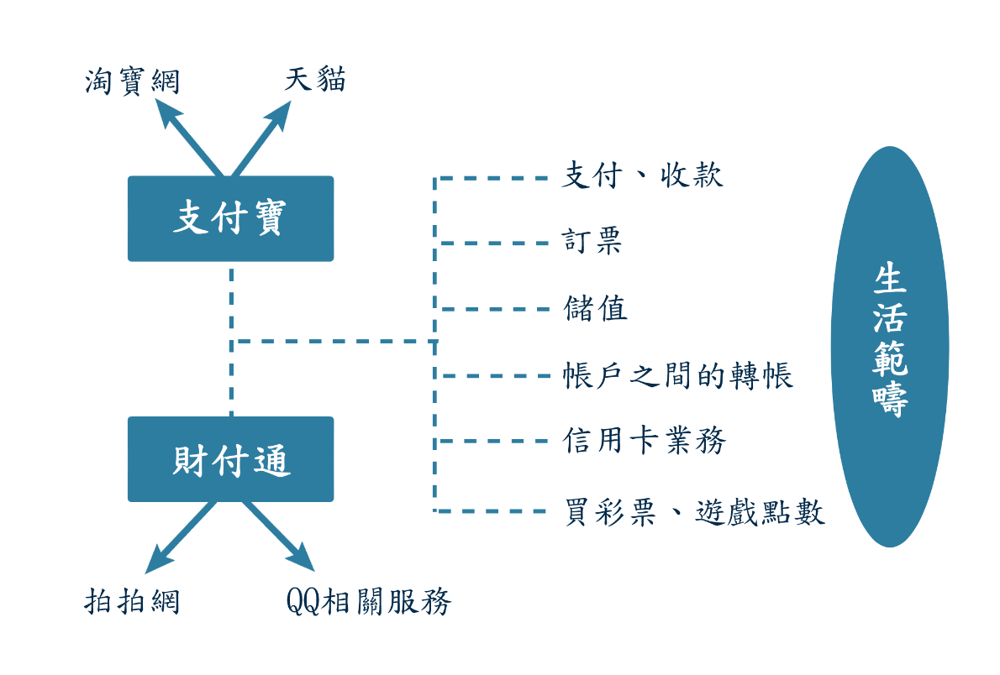 淘寶網
天貓
支付寶
財付通
拍拍網
QQ相關服務
支付、收款
訂票
儲值
帳戶之間的轉帳
信用卡業務
買彩票、遊戲點數
生活範疇